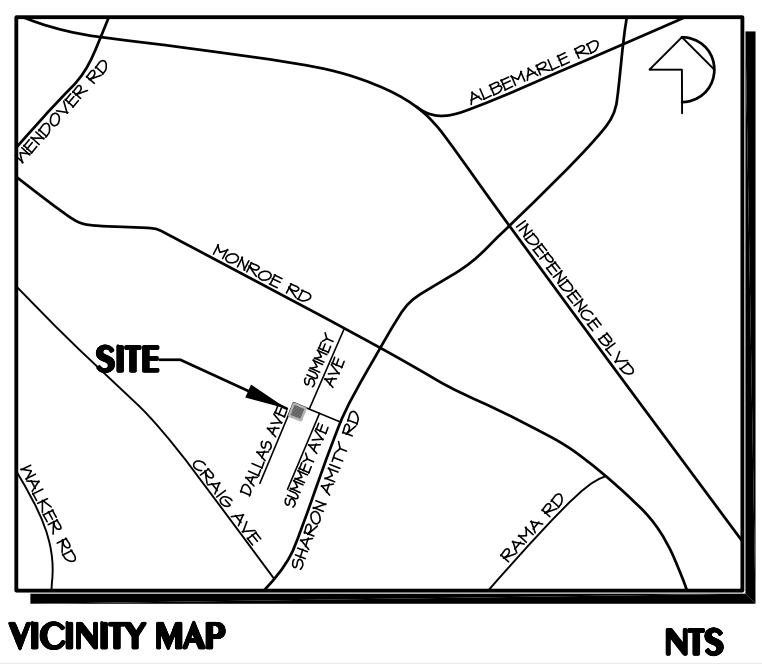 ALBEMARLE RD
WENDOVER RD
MONROE RD
INDEPENDENCE BLVD
SITE
SUMMEY
AVE
DALLAS AVE
SUMMEY AVE
SHARON AMITY RD
CRAIG AVE
WALKER RD
RAMA RD
VICINITY MAP
NTS